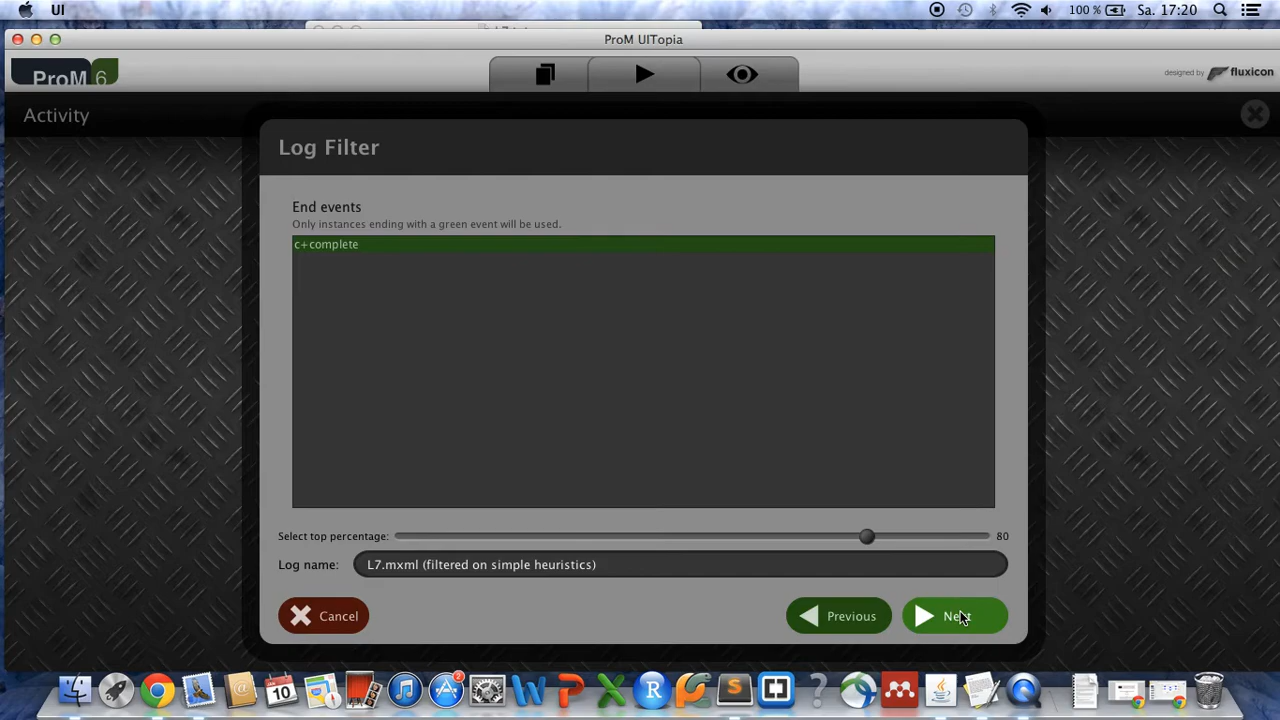 UI
100 %
Sa. 17:20
ProM UITopia
ProM 6
designed by fluxicon
Activity
Log Filter
End events
Only instances ending with a green event will be used.
c+complete
Select top percentage:
80
Log name:
L7.mxml (filtered on simple heuristics)
Cancel
Previous
Next